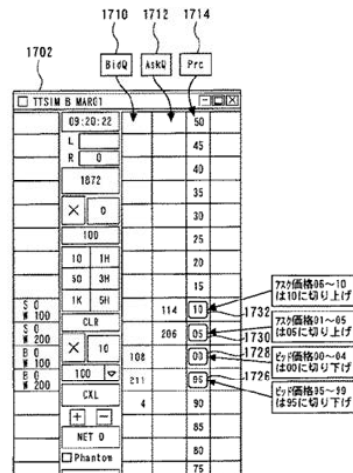 1710 1712 1714
1702
BidQ AskQ Prc
TTSIM B MAR01
09:20:22 50
L 45
R 0
40
1872 35
× 0 30
25
100 20
10 1H
50 3H 15
1K 5H
S 0
W 100
114 10
CLR
S 0
W 200
206 05
B 0
W 100
× 10
108 00
B 0
W 200
100
211 95
CXL 4 90
+ −
85
NET 0
80
Phantom
75
アスク価格06~10
は10に切り上げ
1732
アスク価格01~05
は05に切り上げ
1730
1728
ビッド価格00~04
は00に切り下げ
1726
ビッド価格95~99
は95に切り下げ